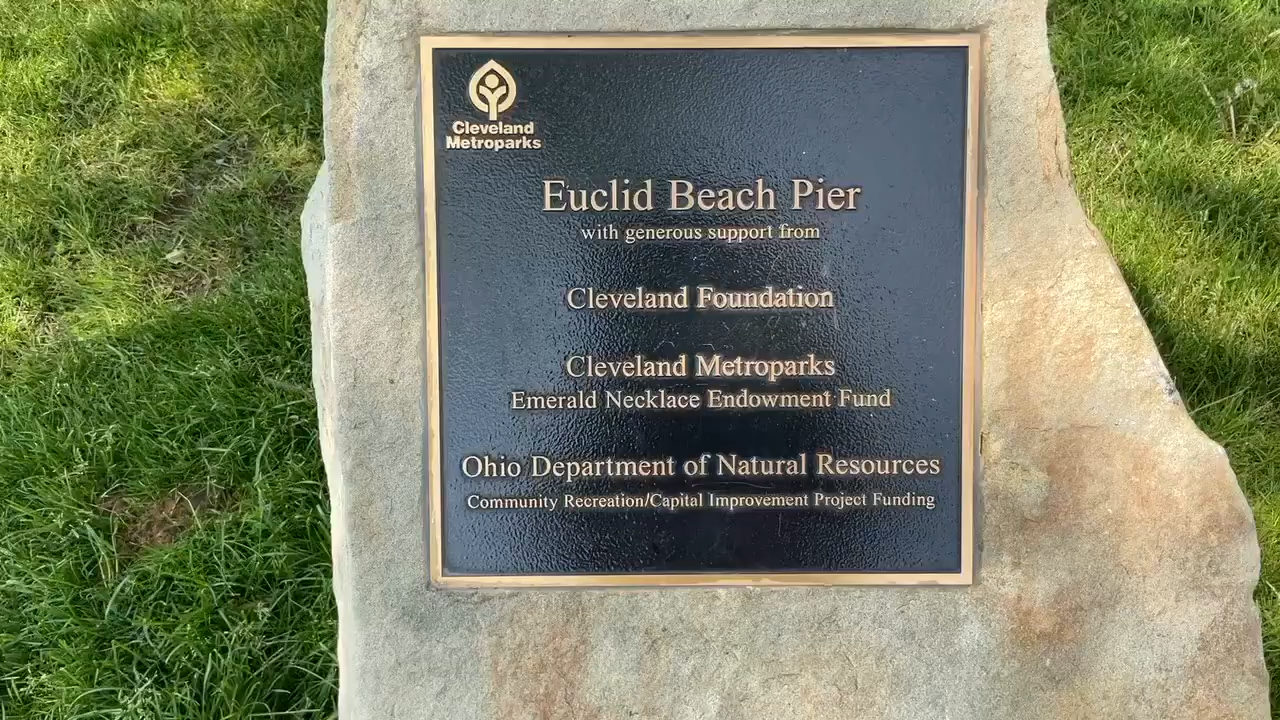 Cleveland
Metroparks
Euclid Beach Pier
with generous support from
Cleveland Foundation
Cleveland Metroparks
Emerald Necklace Endowment Fund
Ohio Department of Natural Resources
Community Recreation/Capital Improvement Project Funding